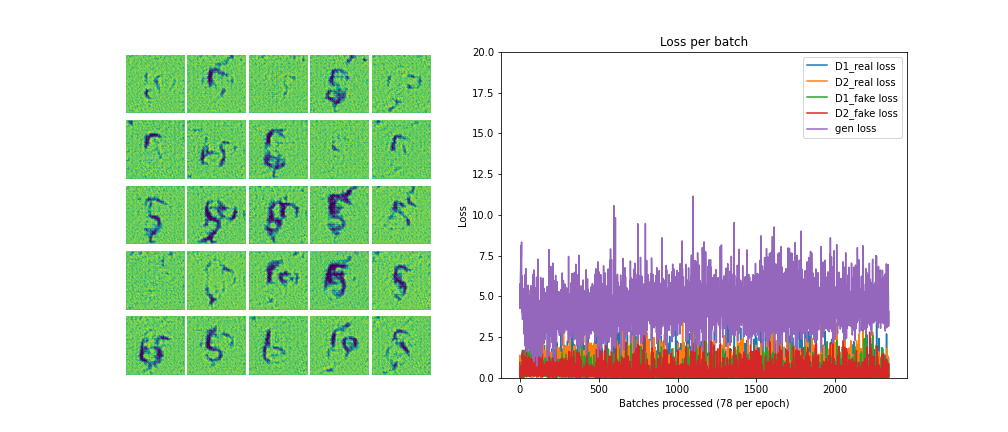 Loss per batch
20.0
17.5
15.0
12.5
10.0
7.5
5.0
2.5
0.0
Loss
D1_real loss
D2_real loss
D1_fake loss
D2_fake loss
gen loss
0 500 1000 1500 2000
Batches processed (78 per epoch)